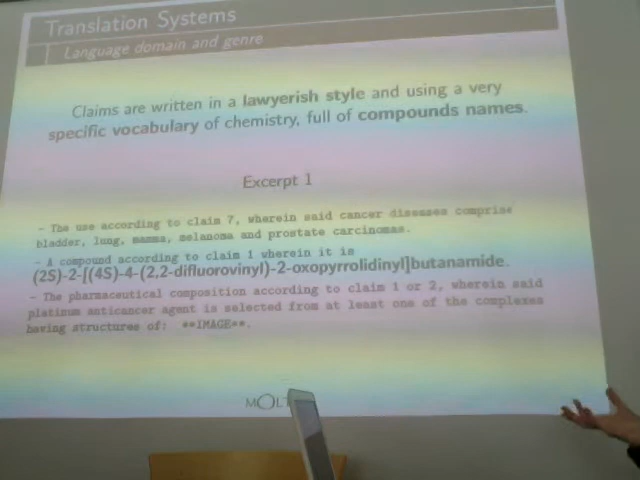 Translation Systems
Language domain and genre
Claims are written in a lawyerish style and using a very
specific vocabulary of chemistry, full of compounds names.
Excerpt 1
- The use according to claim 7, wherein said cancer diseases comprise
bladder, lung, mamma, melanoma and prostate carcinomas.
- A compound according to claim 1 wherein it is
(2S)-2-[(4S)-4-(2,2-difluorovinyl)-2-oxopyrrolidinyl]butanamide.
- The pharmaceutical composition according to claim 1 or 2, wherein said
platinum anticancer agent is selected from at least one of the complexes
having structures of: **IMAGE**.
MOLT